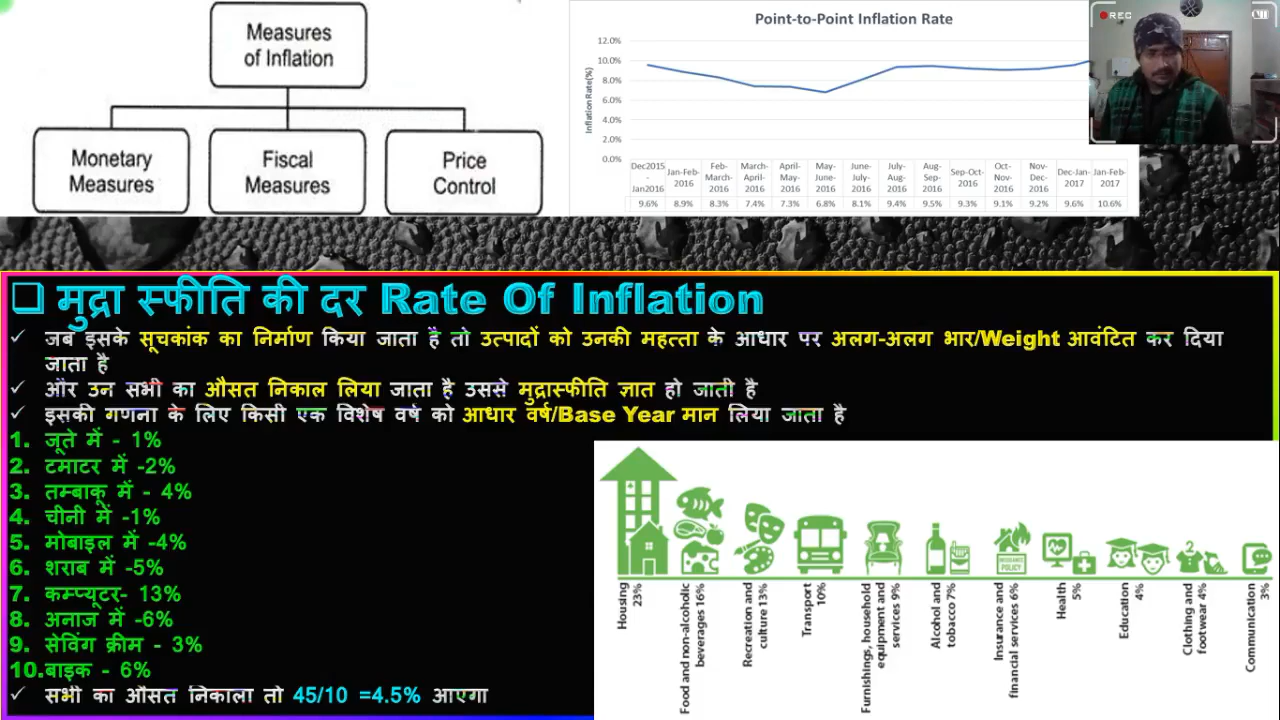 Measures
of Inflation
Monetary
Measures
Fiscal
Measures
Price
Control
Point-to-Point Inflation Rate
Inflation Rate(%)
12.0%
10.0%
8.0%
6.0%
4.0%
2.0%
0.0%
Dec2015
-
Jan2016
Jan-Feb-
2016
Feb-
March-
2016
March-
April-
2016
April-
May-
2016
May-
June-
2016
June-
July-
2016
July-
Aug-
2016
Aug-
Sep-
2016
Sep-Oct-
2016
Oct-
Nov-
2016
Nov-
Dec-
2016
Dec-Jan-
2017
Jan-Feb-
2017
9.6% 8.9% 8.3% 7.4% 7.3% 6.8% 8.1% 9.4% 9.5% 9.3% 9.1% 9.2% 9.6% 10.6%
REC
❑ मुद्रा स्फीति की दर Rate Of Inflation
✓ जब इसके सूचकांक का निर्माण किया जाता है तो उत्पादों को उनकी महत्ता के आधार पर अलग-अलग भार/Weight आवंटित कर दिया
जाता है
✓ और उन सभी का औसत निकाल लिया जाता है उससे मुद्रास्फीति ज्ञात हो जाती है
✓ इसकी गणना के लिए किसी एक विशेष वर्ष को आधार वर्ष/Base Year मान लिया जाता है
1. जूते में - 1%
2. टमाटर में -2%
3. तम्बाकू में - 4%
4. चीनी में -1%
5. मोबाइल में -4%
6. शराब में -5%
7. कम्प्यूटर- 13%
8. अनाज में -6%
9. सेविंग क्रीम - 3%
10.बाइक - 6%
✓ सभी का औसत निकाला तो 45/10 =4.5% आएगा
INSURANCE
POLICY
2
Housing
23%
Food and non-alcoholic
beverages 16%
Recreation and
culture 13%
Transport
10%
Furnishings, household
equipment and
services 9%
Alcohol and
tobacco 7%
Insurance and
financial services 6%
Health
5%
Education
4%
Clothing and
footwear 4%
Communication
3%